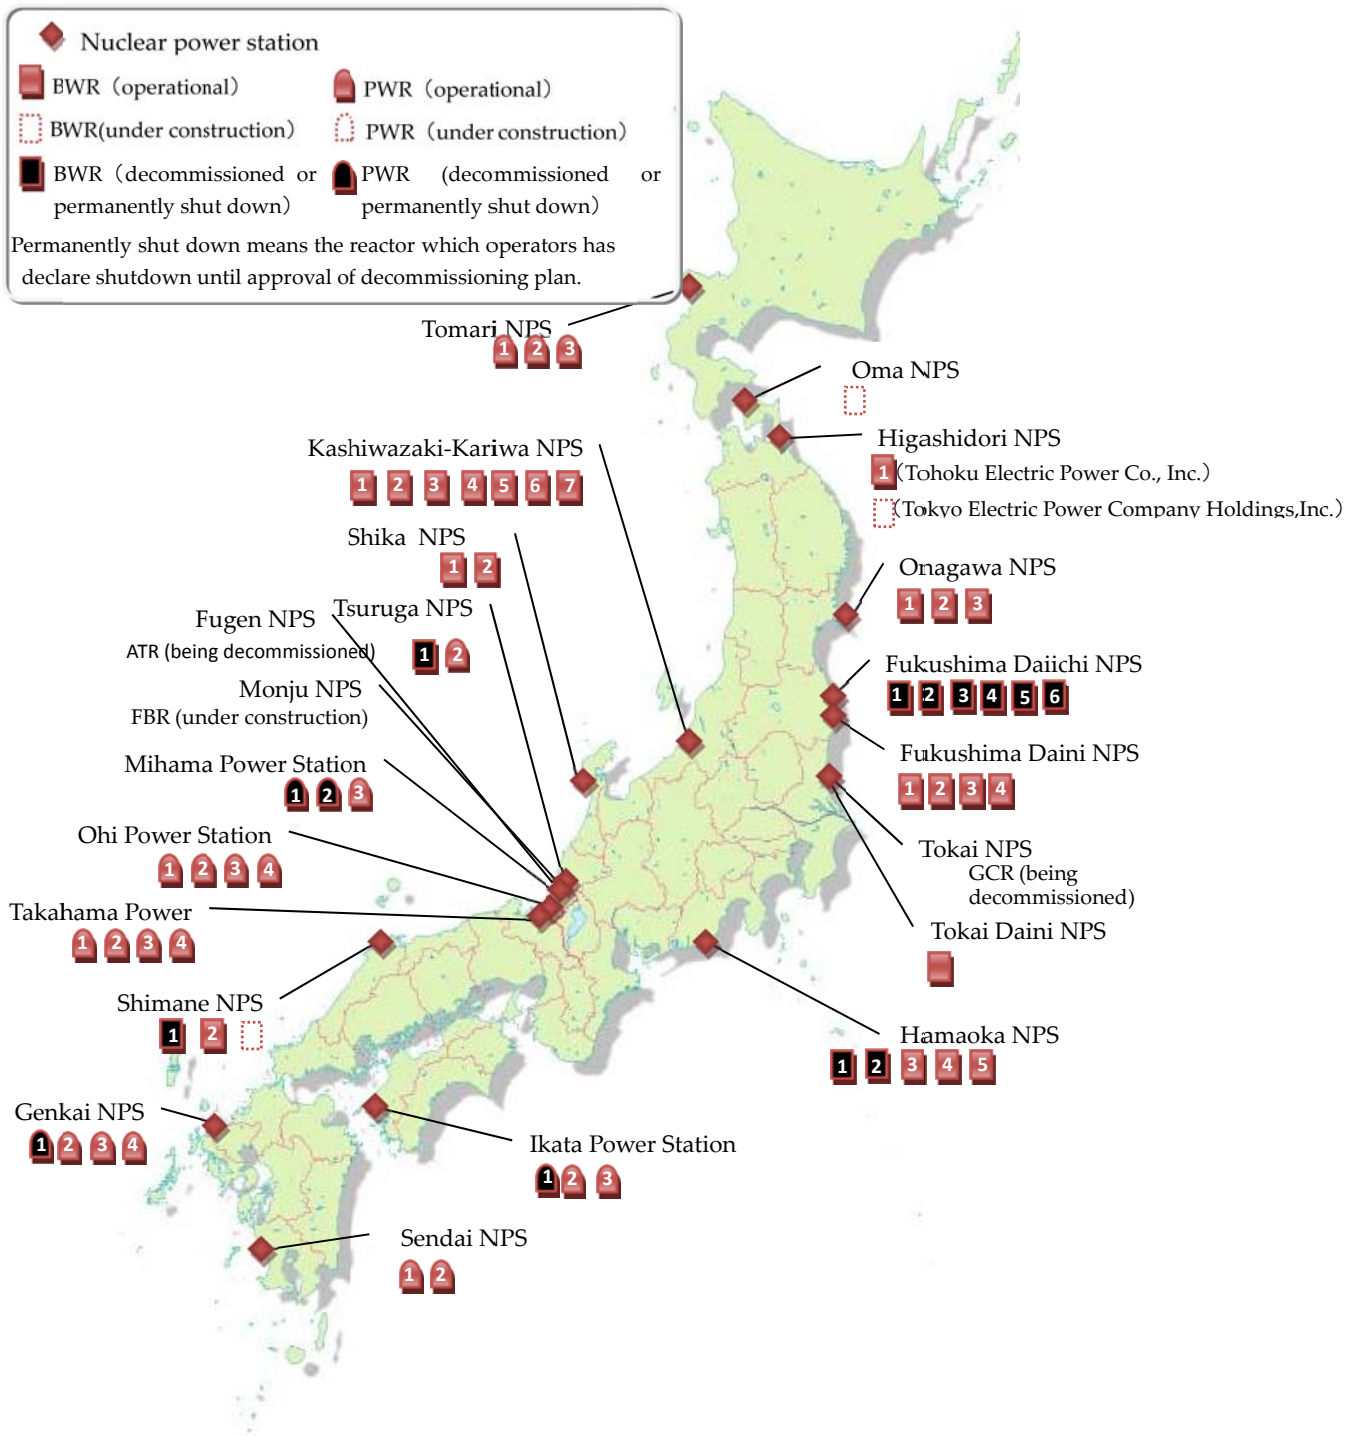 Nuclear power station
BWR（operational） PWR（operational）
BWR(under construction） PWR（under construction）
BWR（decommissioned or permanently shut down） PWR (decommissioned or permanently shut down）
Permanently shut down means the reactor which operators has
declare shutdown until approval of decommissioning plan.
Tomari NPS
1 2 3
Oma NPS
Higashidori NPS
1 （Tohoku Electric Power Co., Inc.）
（Tokyo Electric Power Company Holdings,Inc.）
Kashiwazaki-Kariwa NPS
1 2 3 4 5 6 7
Shika NPS
1 2
Onagawa NPS
1 2 3
Tsuruga NPS
1 2
Fugen NPS
ATR (being decommissioned)
Monju NPS
FBR (under construction)
Fukushima Daiichi NPS
1 2 3 4 5 6
Fukushima Daini NPS
1 2 3 4
Mihama Power Station
1 2 3
Ohi Power Station
1 2 3 4
Tokai NPS
GCR (being
decommissioned)
Takahama Power
1 2 3 4
Tokai Daini NPS
Shimane NPS
1 2
Hamaoka NPS
1 2 3 4 5
Genkai NPS
1 2 3 4
Ikata Power Station
1 2 3
Sendai NPS
1 2